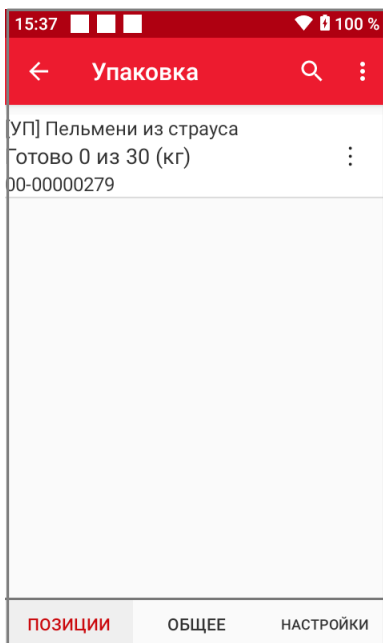 15:37 100 %
Упаковка
[УП] Пельмени из страуса
Готово 0 из 30 (кг)
00-00000279
ПОЗИЦИИ ОБЩЕЕ НАСТРОЙКИ